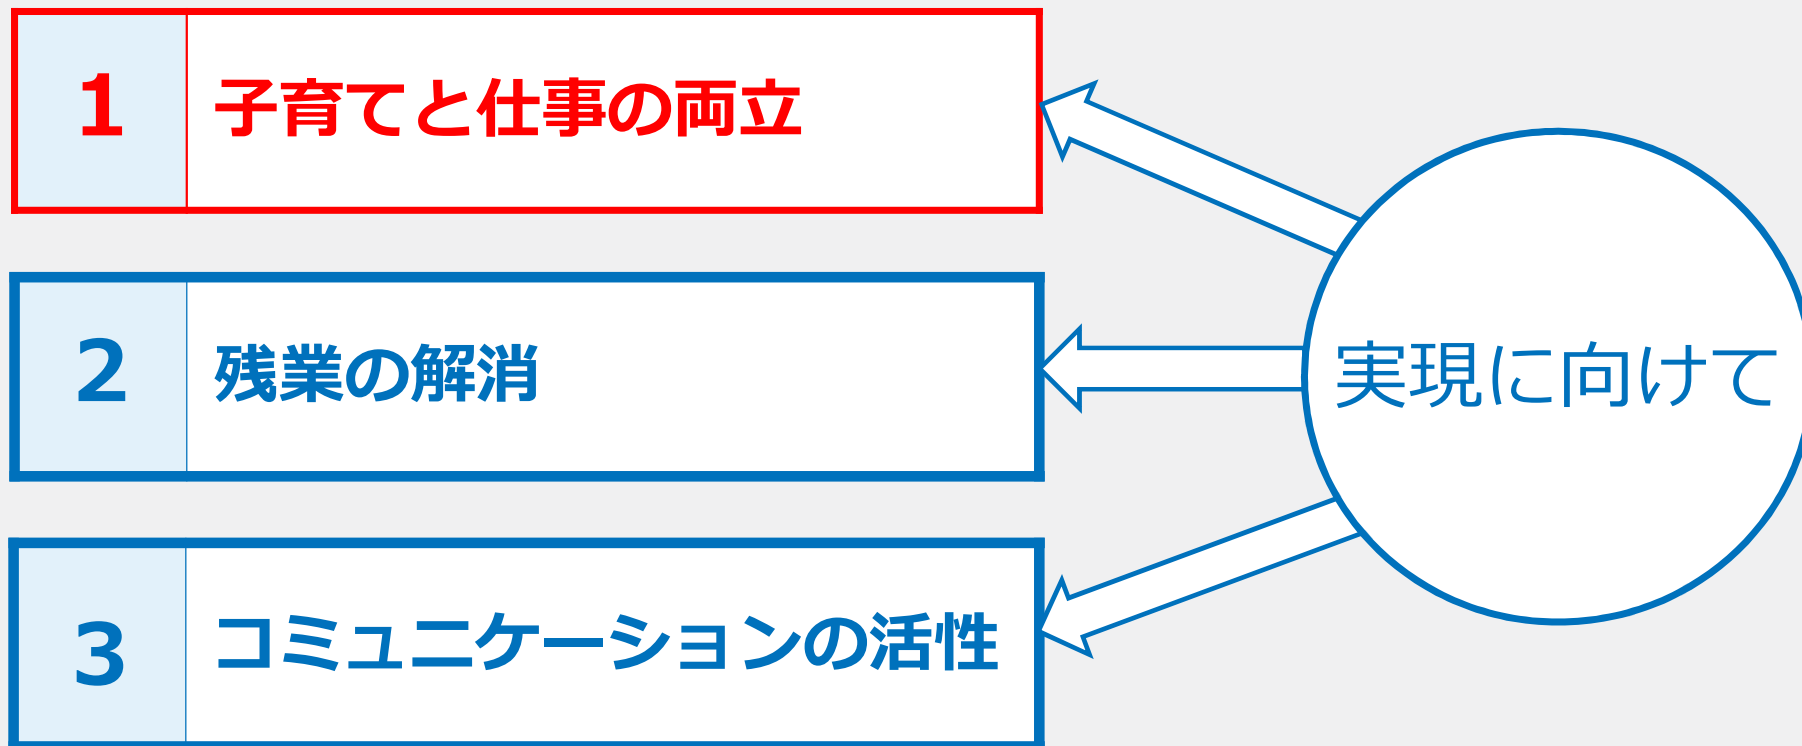 1 子育てと仕事の両立
2 残業の解消
3 コミュニケーションの活性
実現に向けて